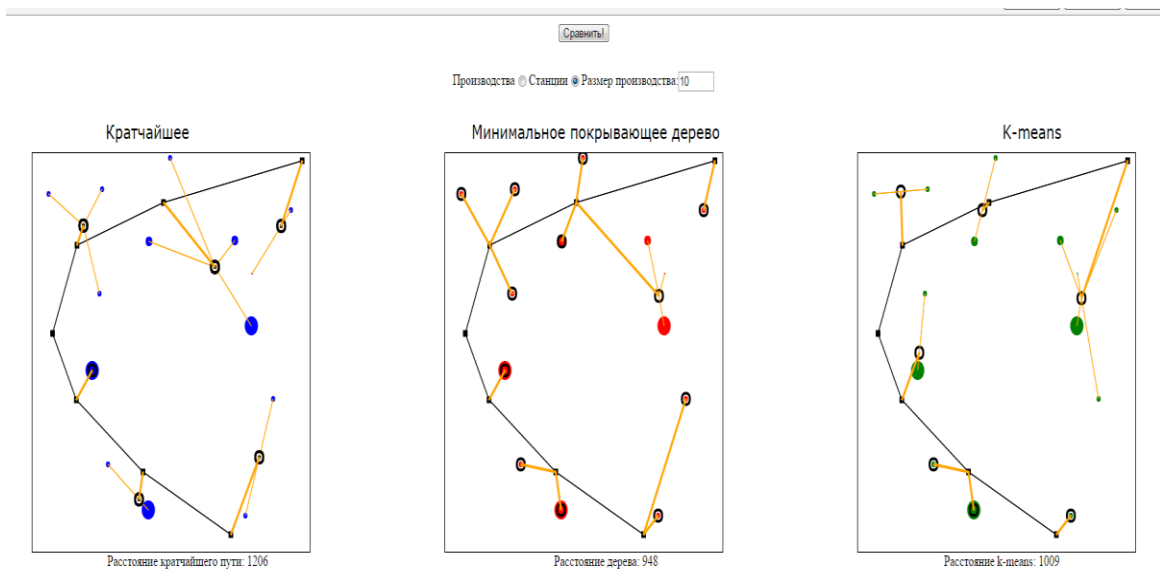 Сравнить!
Производства Станции Размер производства: 10
Кратчайшее Минимальное покрывающее дерево K-means
Расстояние кратчайшего пути: 1206 Расстояние дерева: 948 Расстояние k-means: 1009